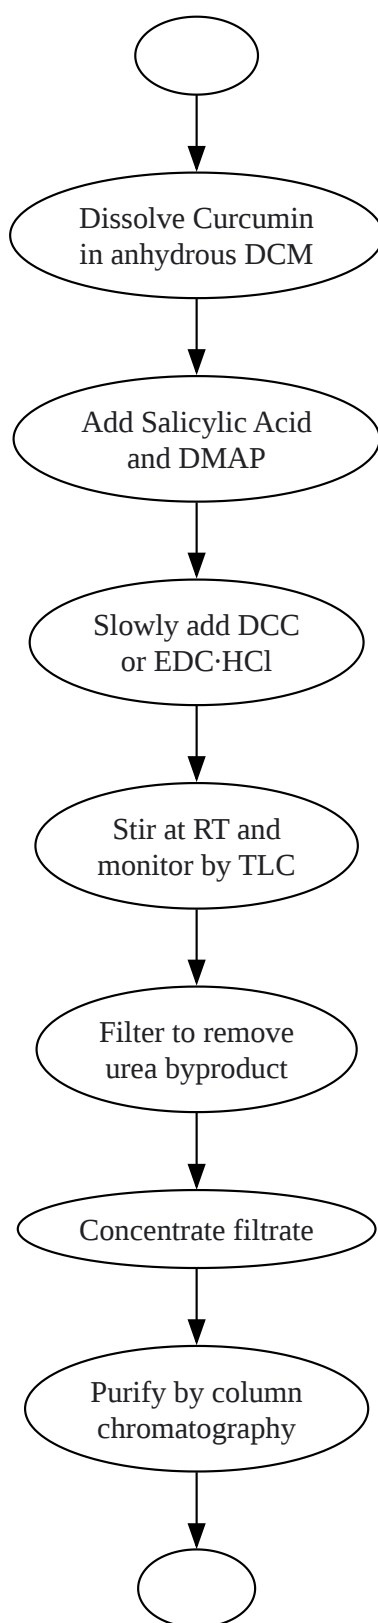 Dissolve Curcumin
in anhydrous DCM
Add Salicylic Acid
and DMAP
Slowly add DCC
or EDC·HCl
Stir at RT and
monitor by TLC
Filter to remove
urea byproduct
Concentrate filtrate
Purify by column
chromatography